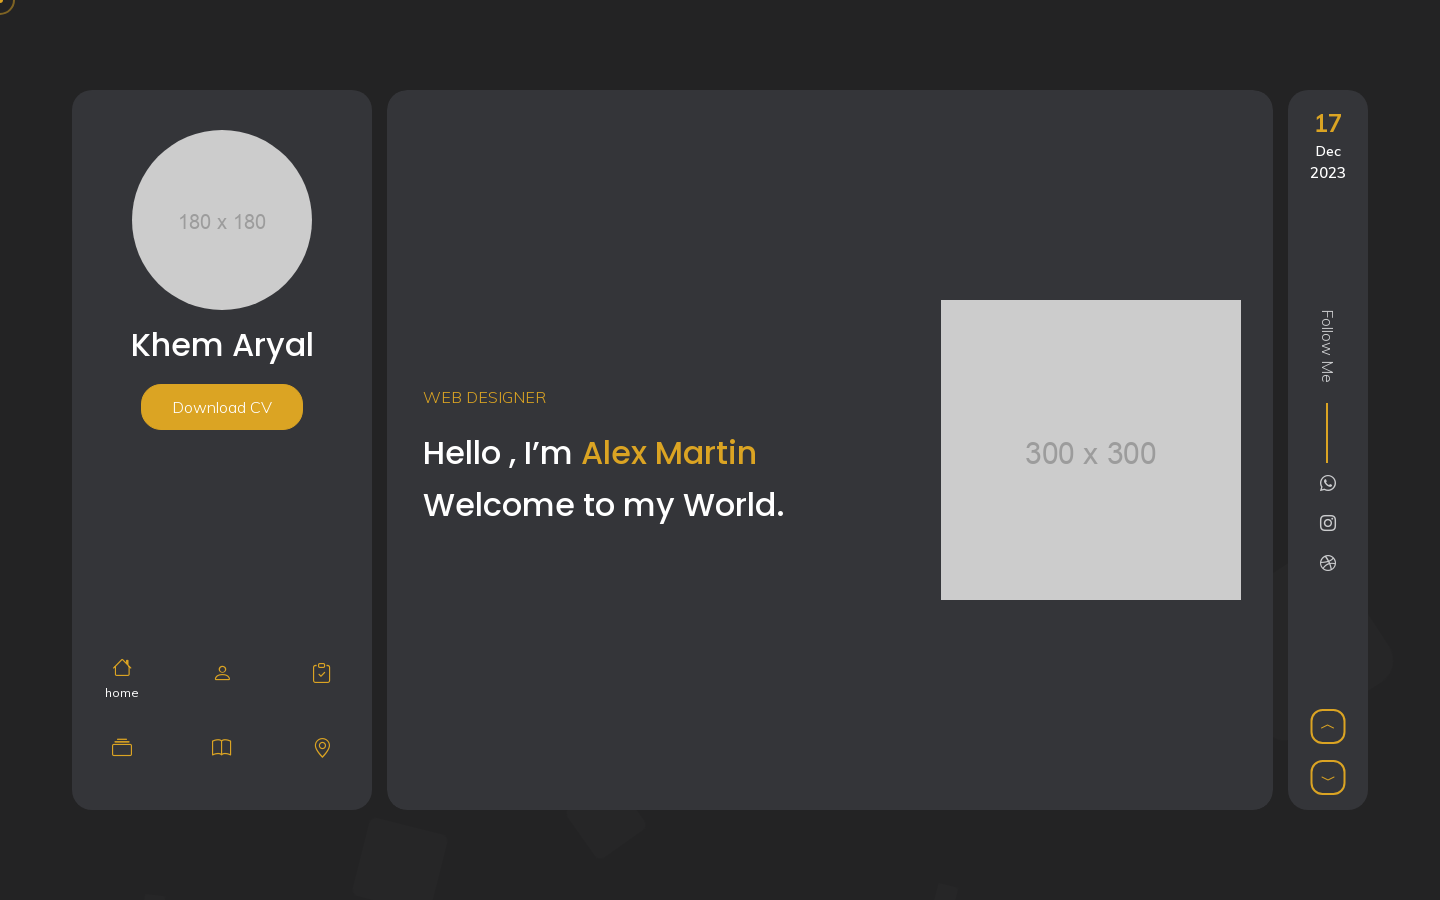 180 x 180
Khem Aryal
Download CV
home
WEB DESIGNER
Hello , I’m Alex Martin
Welcome to my World.
300 x 300
17
Dec
2023
Follow Me